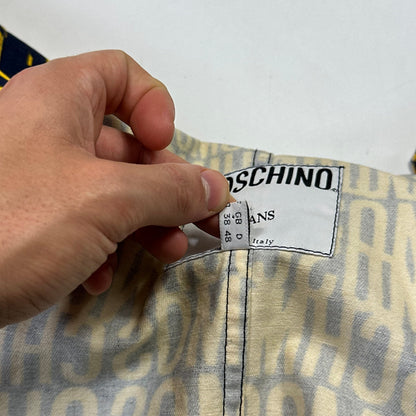 OSCHINO
ANS
Italy
GB D
38 48